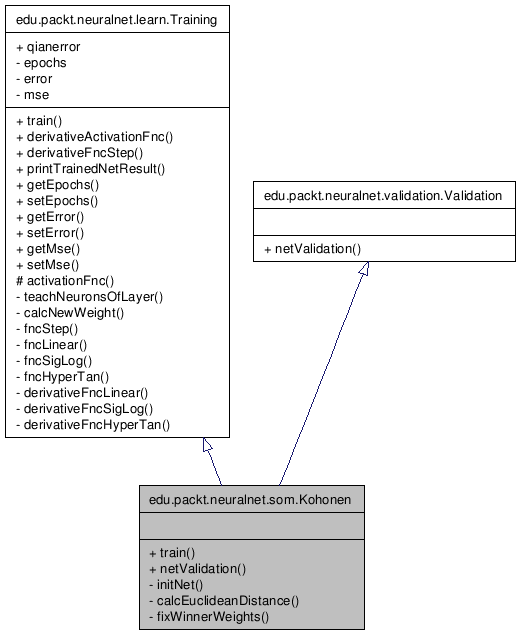 edu.packt.neuralnet.learn.Training
+ qianerror
- epochs
- error
- mse
+ train()
+ derivativeActivationFnc()
+ derivativeFncStep()
+ printTrainedNetResult()
+ getEpochs()
+ setEpochs()
+ getError()
+ setError()
+ getMse()
+ setMse()
# activationFnc()
- teachNeuronsOfLayer()
- calcNewWeight()
- fncStep()
- fncLinear()
- fncSigLog()
- fncHyperTan()
- derivativeFncLinear()
- derivativeFncSigLog()
- derivativeFncHyperTan()
edu.packt.neuralnet.validation.Validation
+ netValidation()
edu.packt.neuralnet.som.Kohonen
+ train()
+ netValidation()
- initNet()
- calcEuclideanDistance()
- fixWinnerWeights()